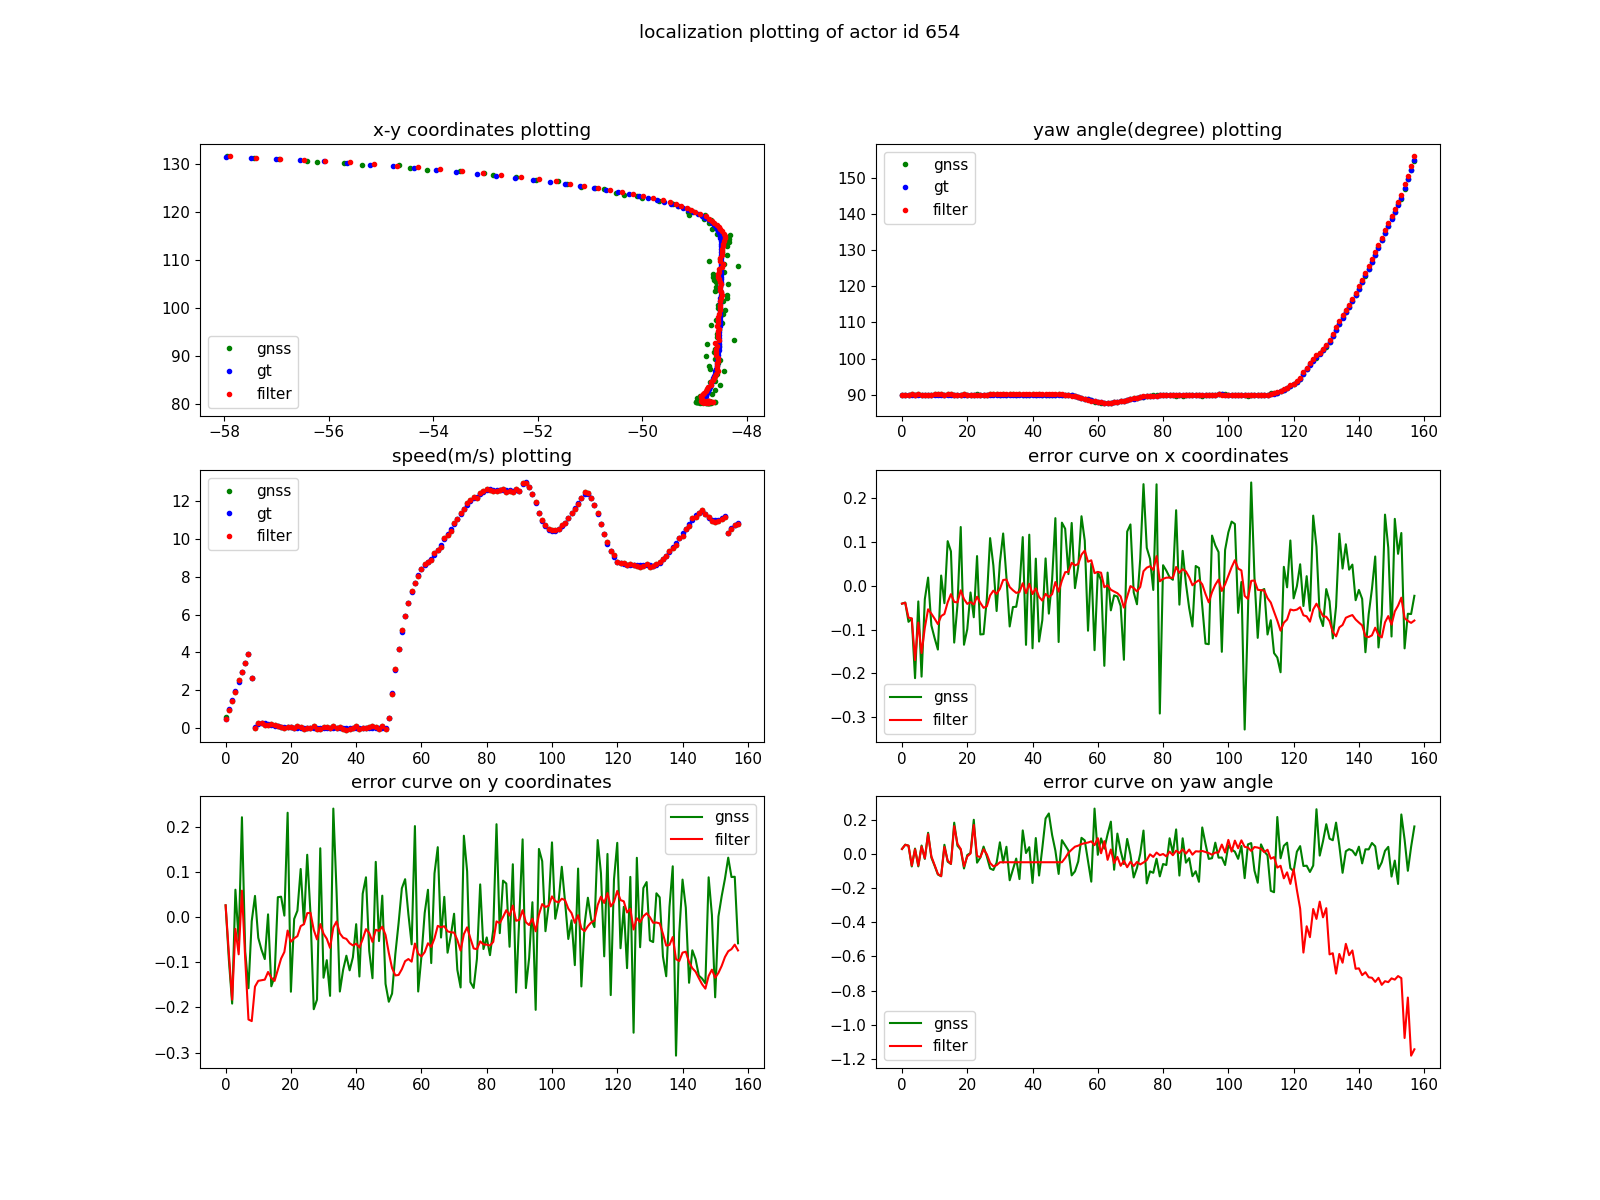 localization plotting of actor id 654
x-y coordinates plotting
130
120
110
100
90
80
gnss
gt
filter
−58 −56 −54 −52 −50 −48
yaw angle(degree) plotting
gnss
gt
filter
150
140
130
120
110
100
90
0 20 40 60 80 100 120 140 160
speed(m/s) plotting
gnss
gt
filter
12
10
8
6
4
2
0
0 20 40 60 80 100 120 140 160
error curve on x coordinates
0.2
0.1
0.0
−0.1
−0.2
−0.3
gnss
filter
0 20 40 60 80 100 120 140 160
error curve on y coordinates
gnss
filter
0.2
0.1
0.0
−0.1
−0.2
−0.3
0 20 40 60 80 100 120 140 160
error curve on yaw angle
0.2
0.0
−0.2
−0.4
−0.6
−0.8
−1.0
−1.2
gnss
filter
0 20 40 60 80 100 120 140 160